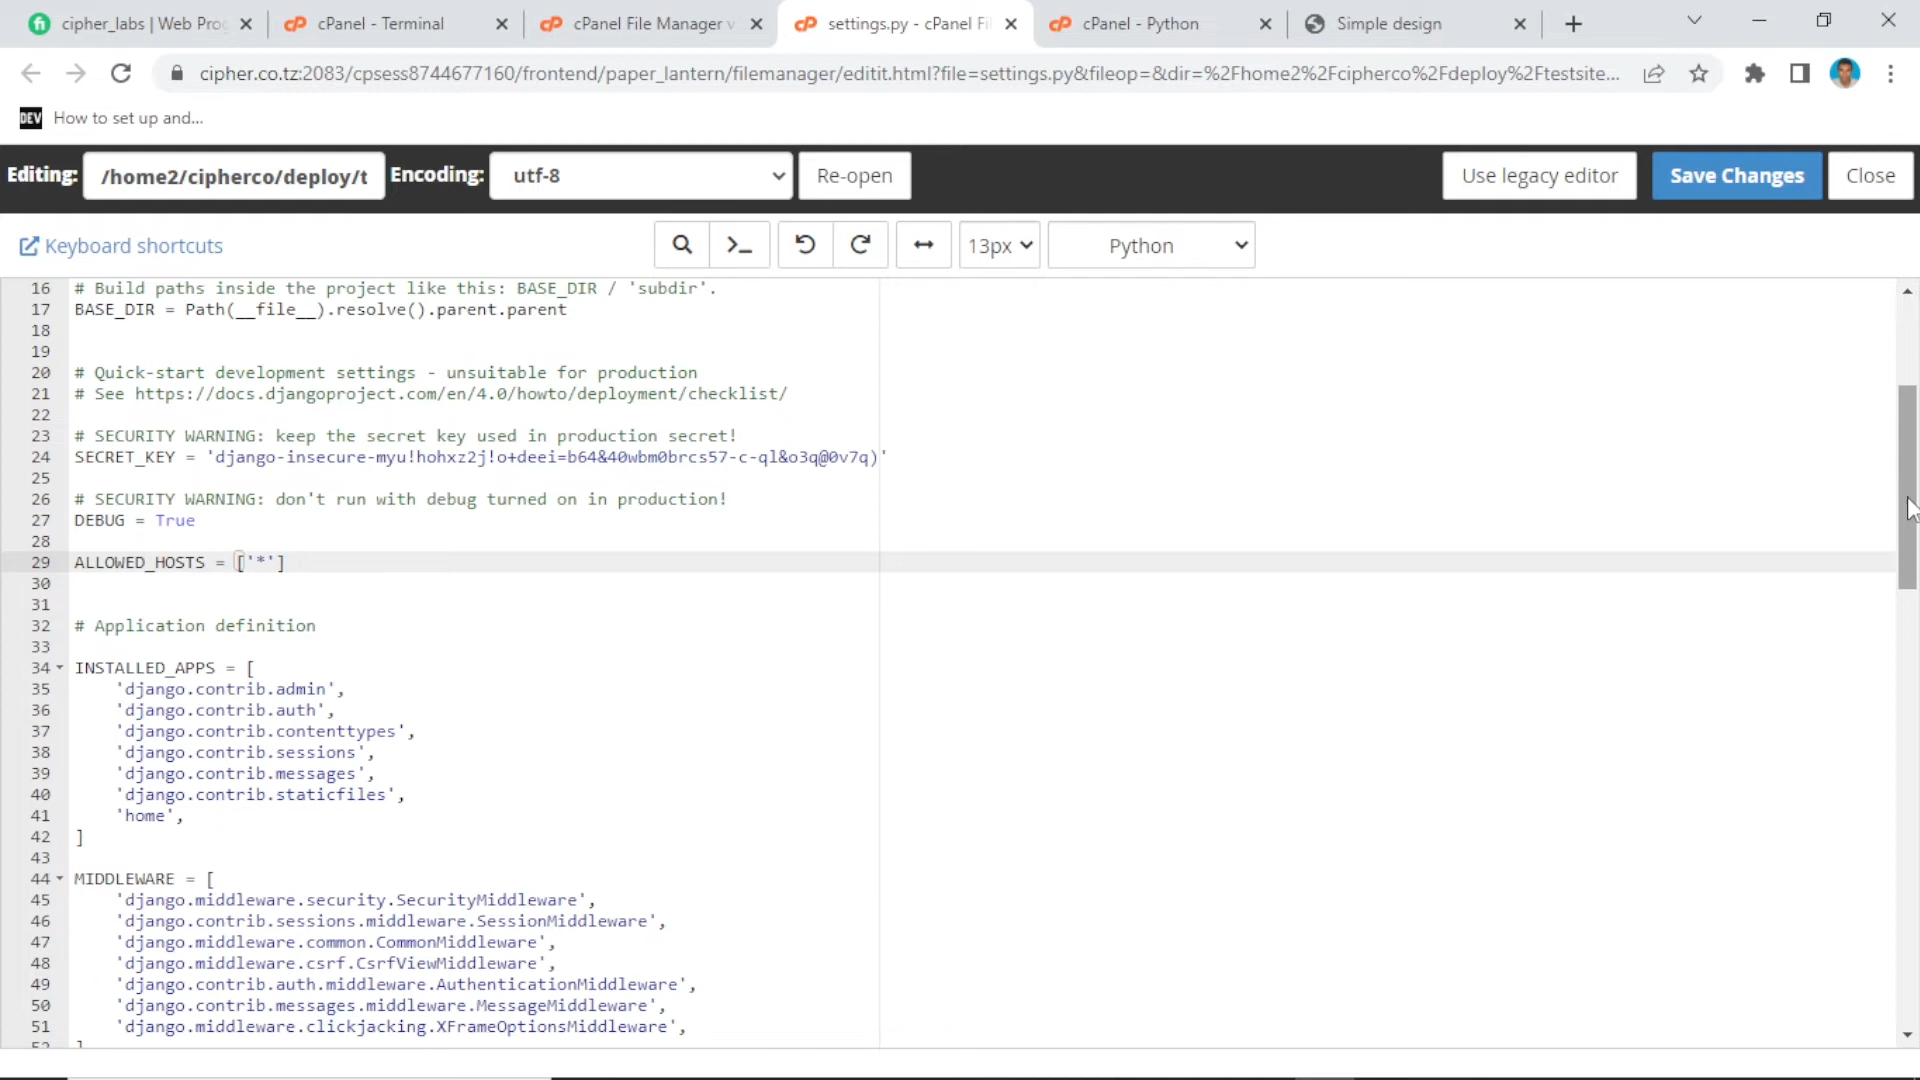 cipher_labs | Web Prog
cPanel - Terminal
cPanel File Manager v
settings.py - cPanel Fi
cPanel - Python
Simple design
cipher.co.tz:2083/cpsess8744677160/frontend/paper_lantern/filemanager/editit.html?file=settings.py&fileop=&dir=%2Fhome2%2Fcipherco%2Fdeploy%2Ftestsite...
DEV How to set up and...
Editing: /home2/cipherco/deploy/t Encoding: utf-8 Re-open Use legacy editor Save Changes Close
Keyboard shortcuts 13px Python
16 # Build paths inside the project like this: BASE_DIR / 'subdir'.
17 BASE_DIR = Path(__file__).resolve().parent.parent
18
19
20 # Quick-start development settings - unsuitable for production
21 # See https://docs.djangoproject.com/en/4.0/howto/deployment/checklist/
22
23 # SECURITY WARNING: keep the secret key used in production secret!
24 SECRET_KEY = 'django-insecure-myu!hohxz2j!o+deei=b64&40wbm0brcs57-c-ql&o3q@0v7q)'
25
26 # SECURITY WARNING: don't run with debug turned on in production!
27 DEBUG = True
28
29 ALLOWED_HOSTS = ['*']
30
31
32 # Application definition
33
34 INSTALLED_APPS = [
35 'django.contrib.admin',
36 'django.contrib.auth',
37 'django.contrib.contenttypes',
38 'django.contrib.sessions',
39 'django.contrib.messages',
40 'django.contrib.staticfiles',
41 'home',
42 ]
43
44 MIDDLEWARE = [
45 'django.middleware.security.SecurityMiddleware',
46 'django.contrib.sessions.middleware.SessionMiddleware',
47 'django.middleware.common.CommonMiddleware',
48 'django.middleware.csrf.CsrfViewMiddleware',
49 'django.contrib.auth.middleware.AuthenticationMiddleware',
50 'django.contrib.messages.middleware.MessageMiddleware',
51 'django.middleware.clickjacking.XFrameOptionsMiddleware',
52 ]